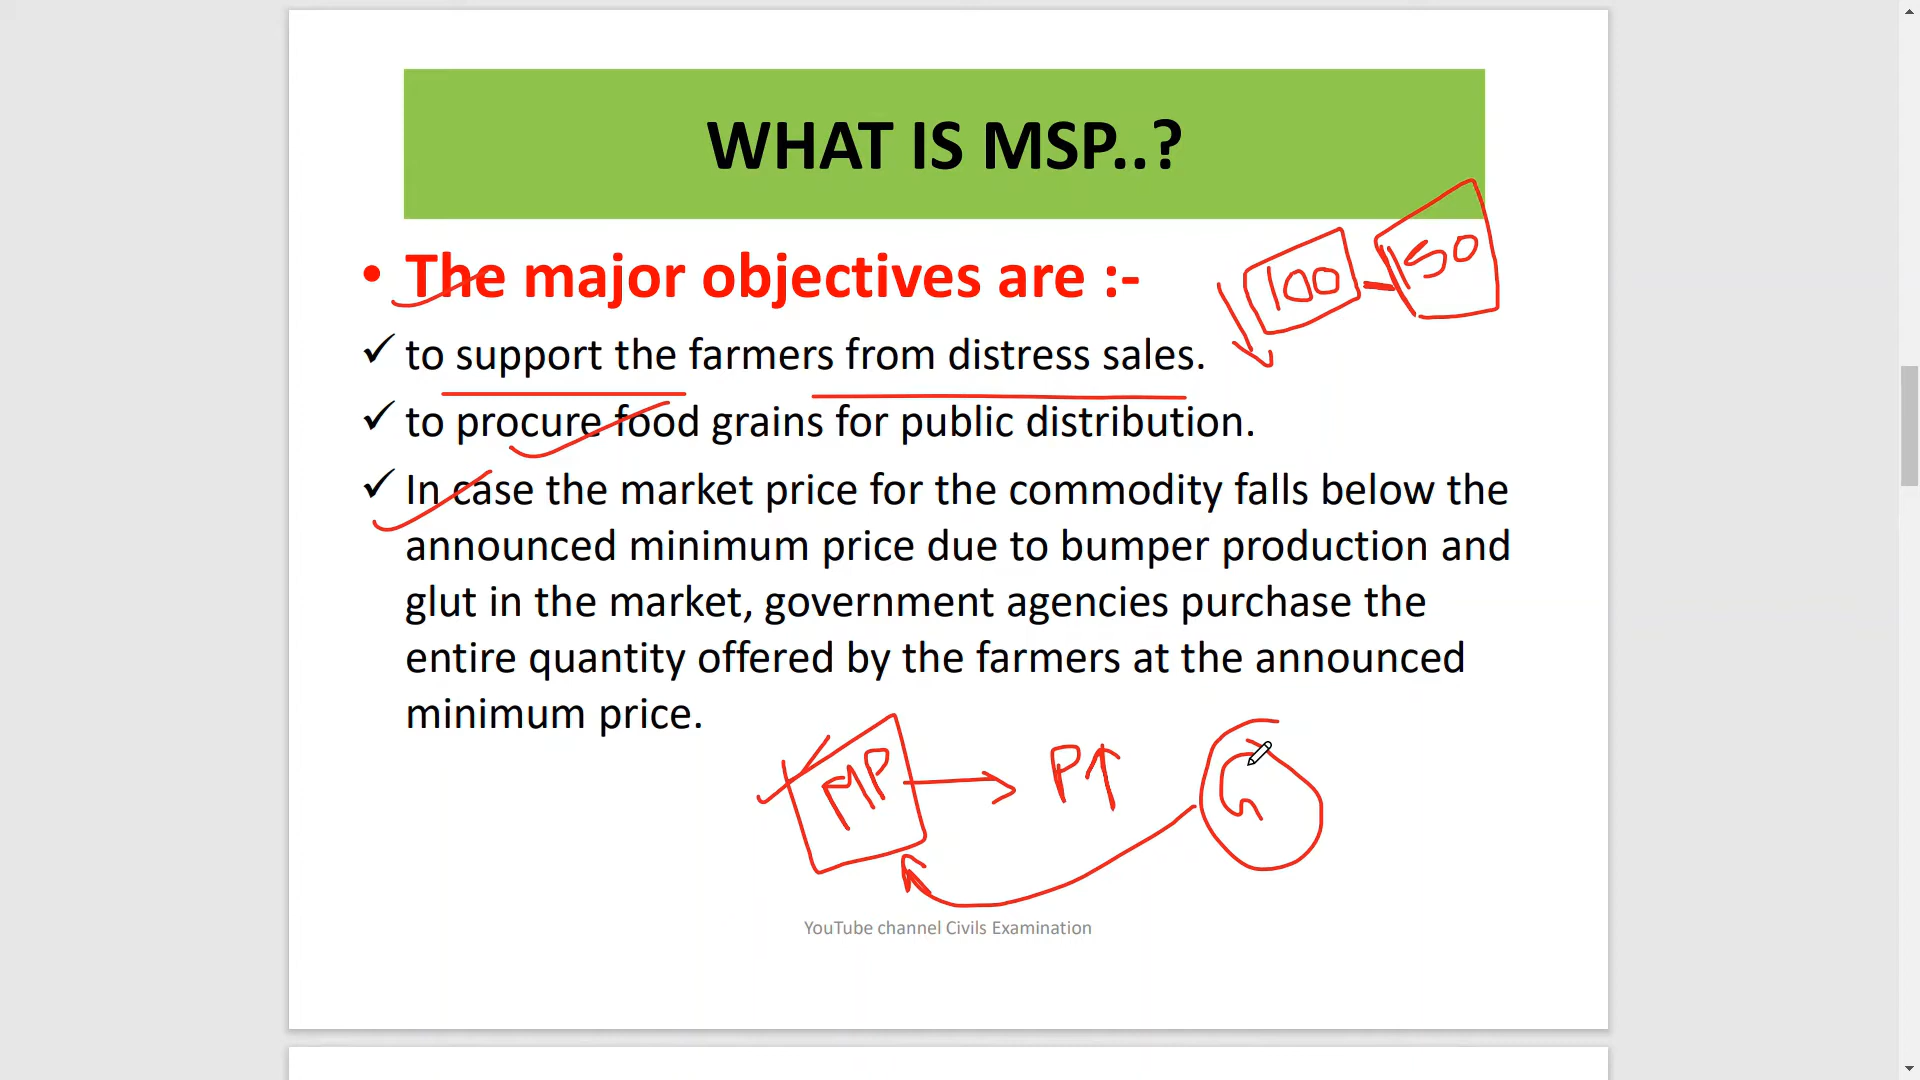 WHAT IS MSP..?
• The major objectives are :-
100 - 150
✓ to support the farmers from distress sales.
✓ to procure food grains for public distribution.
✓ In case the market price for the commodity falls below the
announced minimum price due to bumper production and
glut in the market, government agencies purchase the
entire quantity offered by the farmers at the announced
minimum price.
MP → P↑
YouTube channel Civils Examination